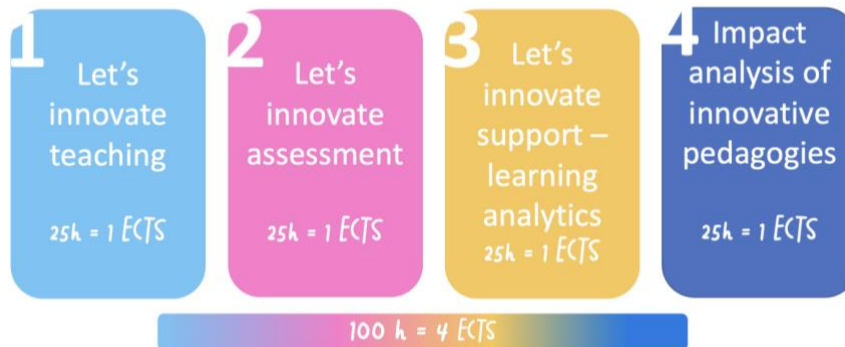 1
Let's
innovate
teaching
25h = 1 ECTS
2
Let's
innovate
assessment
25h = 1 ECTS
3
Let's
innovate
support –
learning
analytics
25h = 1 ECTS
4
Impact
analysis of
innovative
pedagogies
25h = 1 ECTS
100 h = 4 ECTS